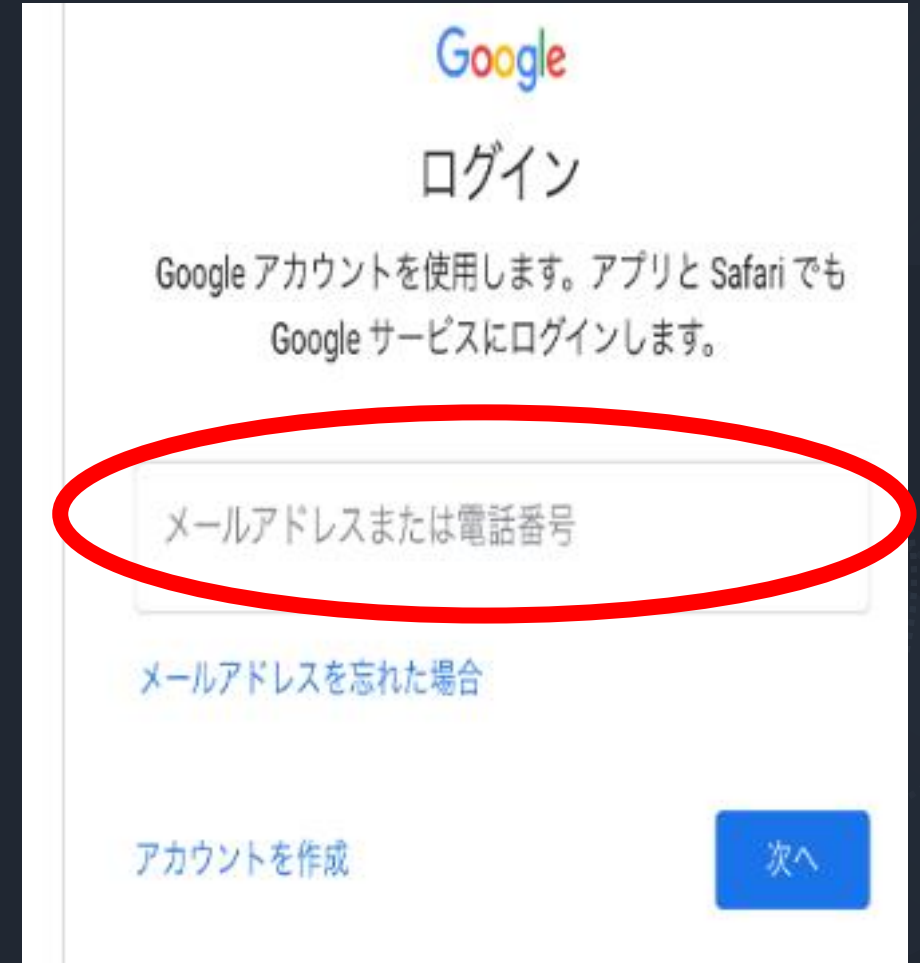 Google
ログイン
Google アカウントを使用します。アプリと Safari でも
Google サービスにログインします。
メールアドレスまたは電話番号
メールアドレスを忘れた場合
アカウントを作成
次へ